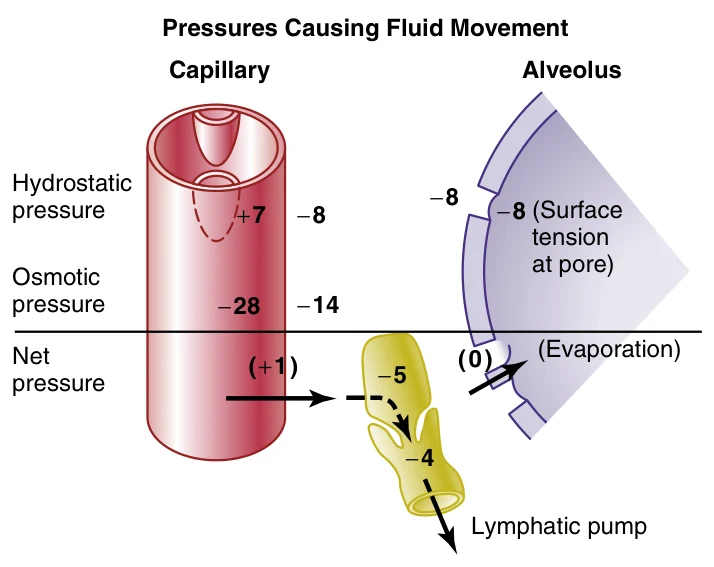 Pressures Causing Fluid Movement
Capillary
Alveolus
Hydrostatic
pressure
+7
−8
−8
−8 (Surface
tension
at pore)
Osmotic
pressure
−28
−14
Net
pressure
(+1)
−5
(0)
(Evaporation)
−4
Lymphatic pump